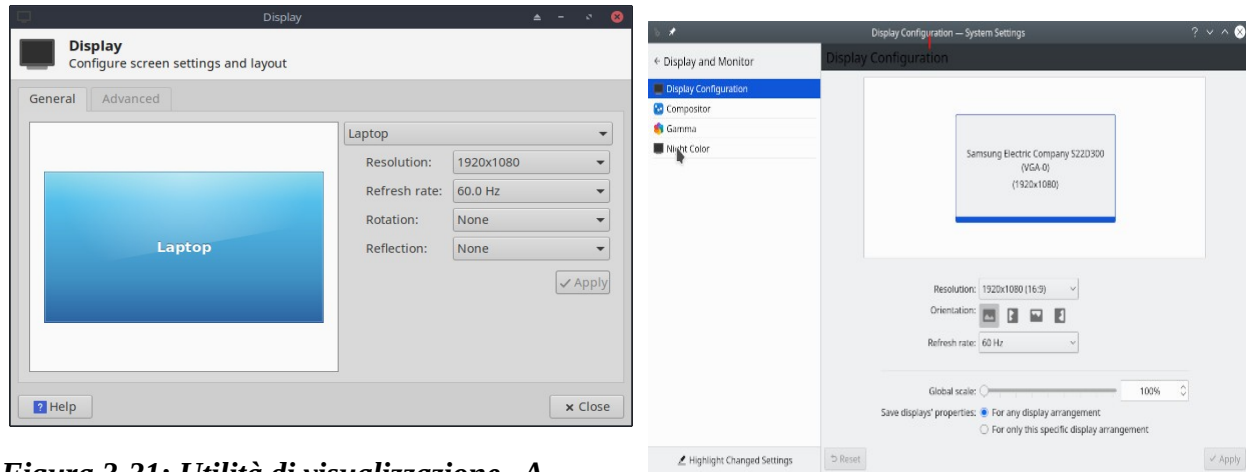 Display
Display
Configure screen settings and layout
General
Advanced
Laptop
Laptop
Resolution: 1920x1080
Refresh rate: 60.0 Hz
Rotation: None
Reflection: None
Apply
Help
Close
Display Configuration — System Settings
Display and Monitor
Display Configuration
Compositor
Gamma
Night Color
Display Configuration
Samsung Electric Company S22D300
(VGA-0)
(1920x1080)
Resolution: 1920x1080 (16:9)
Orientation:
Refresh rate: 60 Hz
Global scale: 100%
Save displays' properties: For any display arrangement
For only this specific display arrangement
Highlight Changed Settings
Reset
Apply
Figura 2-21: Utilità di visualizzazione A